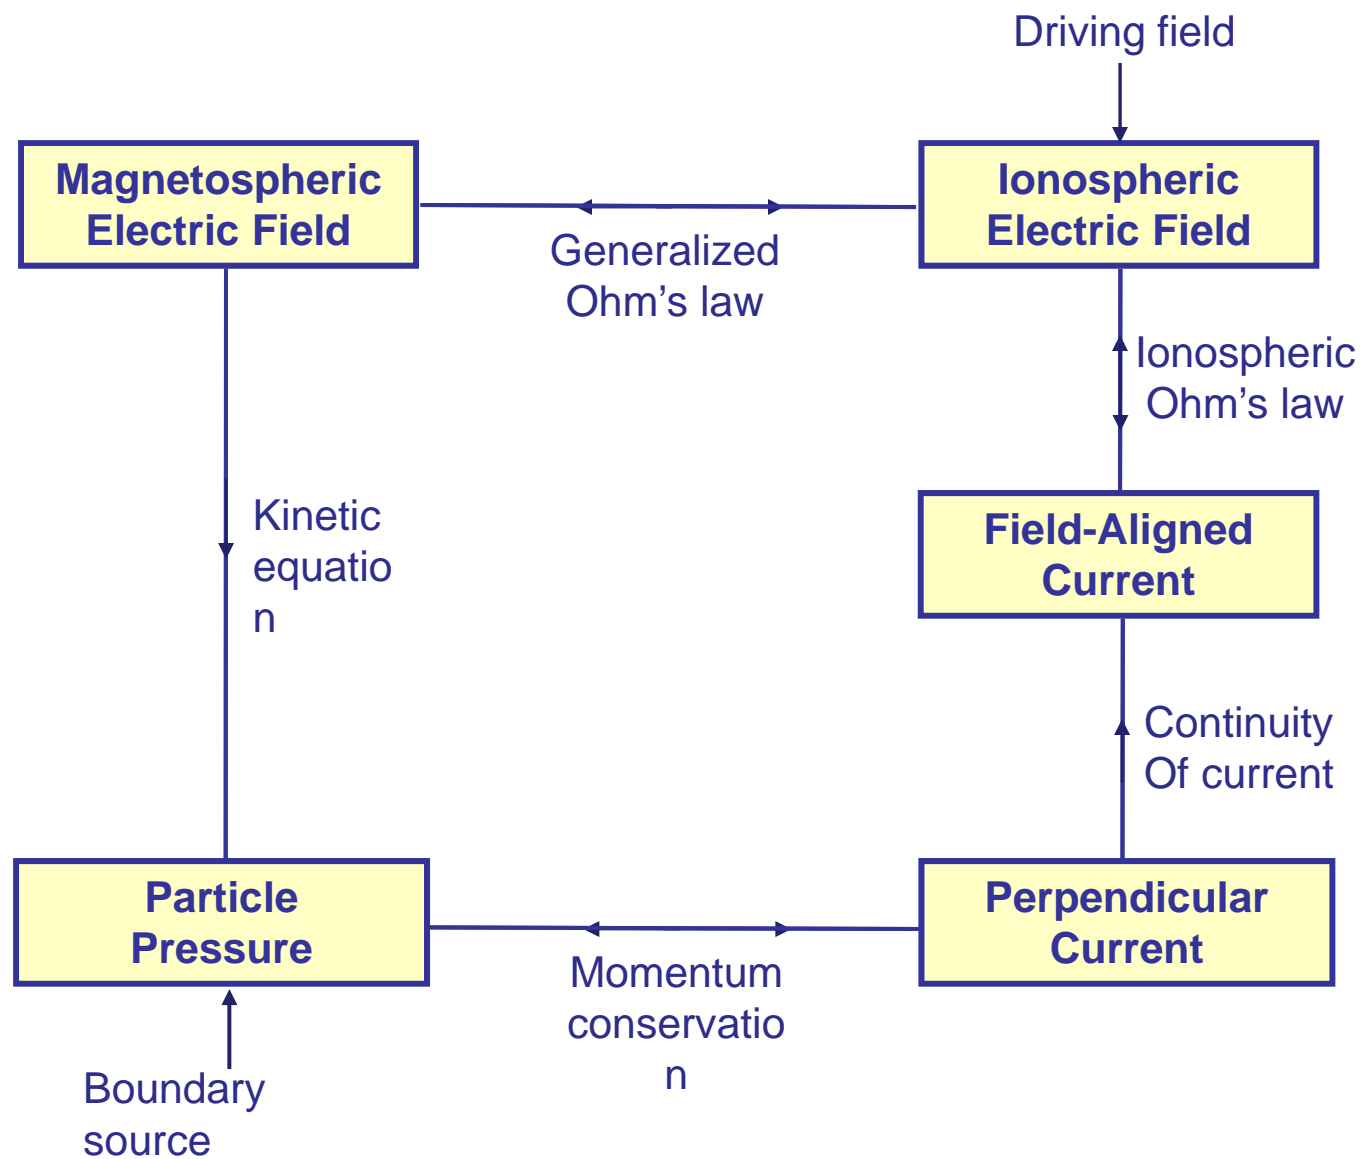 Driving field
Magnetospheric
Electric Field
Ionospheric
Electric Field
Generalized
Ohm’s law
Ionospheric
Ohm’s law
Kinetic
equatio
n
Field-Aligned
Current
Continuity
Of current
Particle
Pressure
Perpendicular
Current
Momentum
conservatio
n
Boundary
source